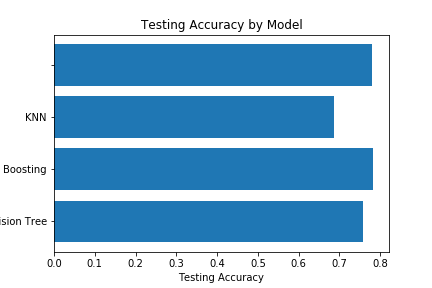 Testing Accuracy by Model
KNN
Boosting
ision Tree
0.0 0.1 0.2 0.3 0.4 0.5 0.6 0.7 0.8
Testing Accuracy